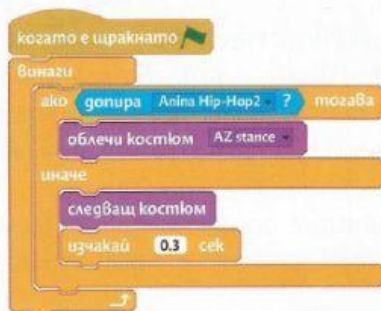 когато е щракнато
винаги
ако допира Anina Hip-Hop2 ? тогава
облечи костюм AZ stance
иначе
следващ костюм
изчакай 0.3 сек